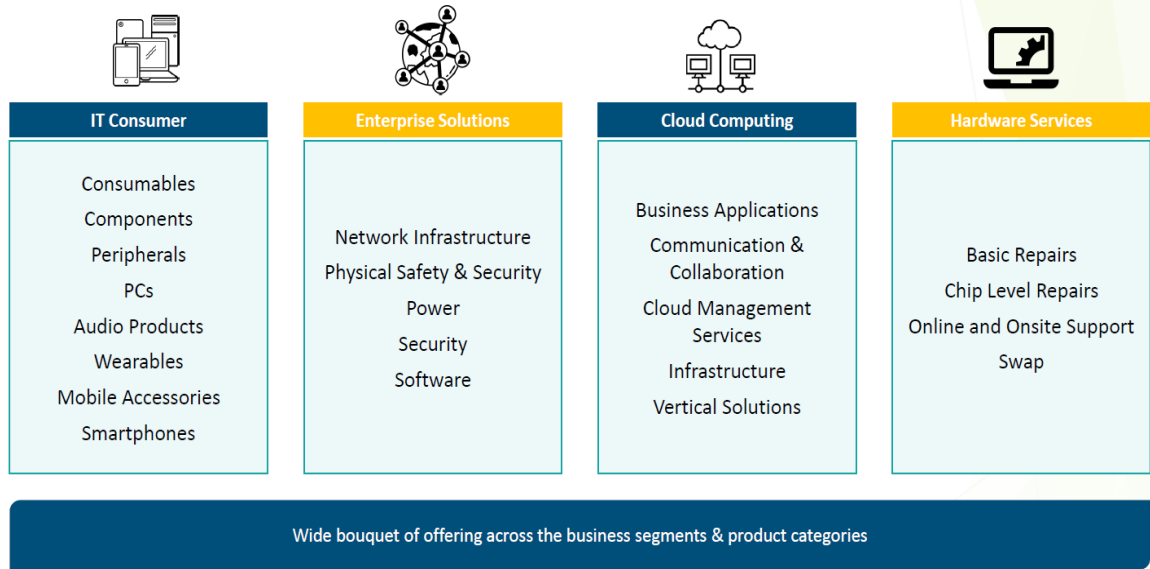 IT Consumer
Consumables
Components
Peripherals
PCs
Audio Products
Wearables
Mobile Accessories
Smartphones
Enterprise Solutions
Network Infrastructure
Physical Safety & Security
Power
Security
Software
Cloud Computing
Business Applications
Communication &
Collaboration
Cloud Management
Services
Infrastructure
Vertical Solutions
Hardware Services
Basic Repairs
Chip Level Repairs
Online and Onsite Support
Swap
Wide bouquet of offering across the business segments & product categories